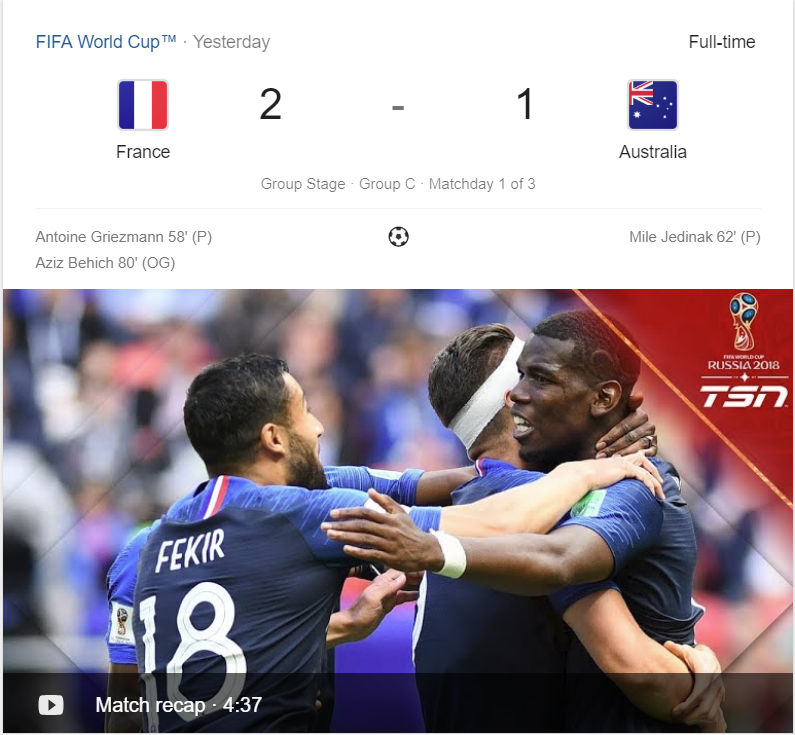 FIFA World Cup™ · Yesterday
Full-time
2 - 1
France
Australia
Group Stage · Group C · Matchday 1 of 3
Antoine Griezmann 58' (P)
Mile Jedinak 62' (P)
Aziz Behich 80' (OG)
FIFA WORLD CUP
RUSSIA 2018
TSN
FEKIR
18
Match recap · 4:37